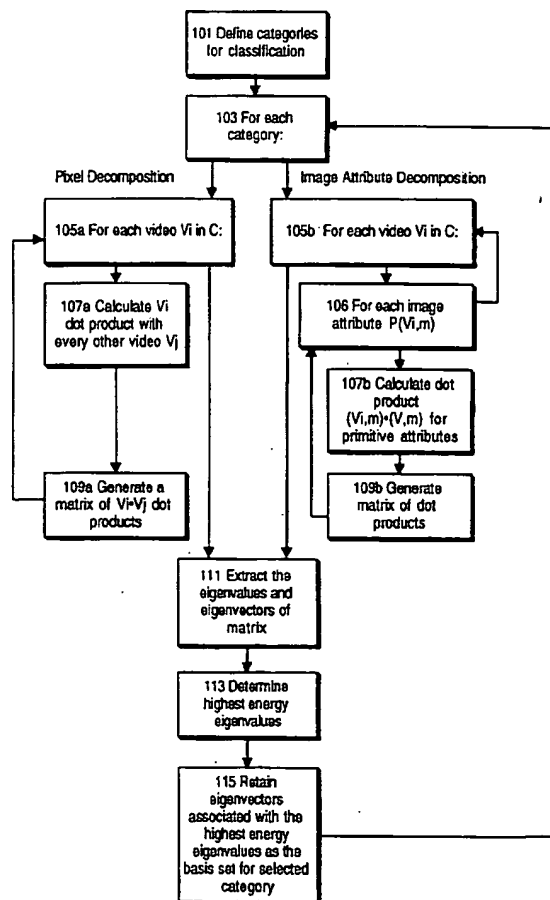 101 Define categories
for classification
103 For each
category:
Pixel Decomposition
Image Attribute Decomposition
105a For each video Vi in C:
105b For each video Vi in C:
107a Calculate Vi
dot product with
every other video Vj
106 For each image
attribute P(Vi,m)
107b Calculate dot
product
(Vi,m)•(V,m) for
primitive attributes
109a Generate a
matrix of Vi•Vj dot
products
109b Generate
matrix of dot
products
111 Extract the
eigenvalues and
eigenvectors of
matrix
113 Determine
highest energy
eigenvalues
115 Retain
eigenvectors
associated with the
highest energy
eigenvalues as the
basis set for selected
category